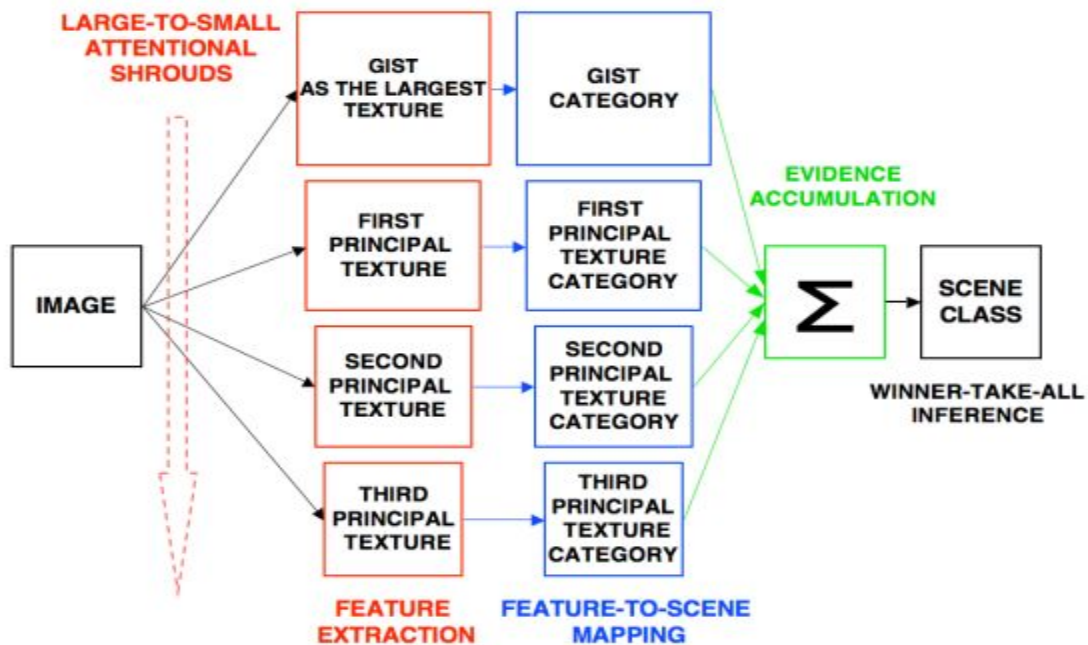 LARGE-TO-SMALL
ATTENTIONAL
SHROUDS
GIST
AS THE LARGEST
TEXTURE
GIST
CATEGORY
EVIDENCE
ACCUMULATION
FIRST
PRINCIPAL
TEXTURE
FIRST
PRINCIPAL
TEXTURE
CATEGORY
IMAGE
Σ
SCENE
CLASS
SECOND
PRINCIPAL
TEXTURE
SECOND
PRINCIPAL
TEXTURE
CATEGORY
WINNER-TAKE-ALL
INFERENCE
THIRD
PRINCIPAL
TEXTURE
THIRD
PRINCIPAL
TEXTURE
CATEGORY
FEATURE
EXTRACTION
FEATURE-TO-SCENE
MAPPING